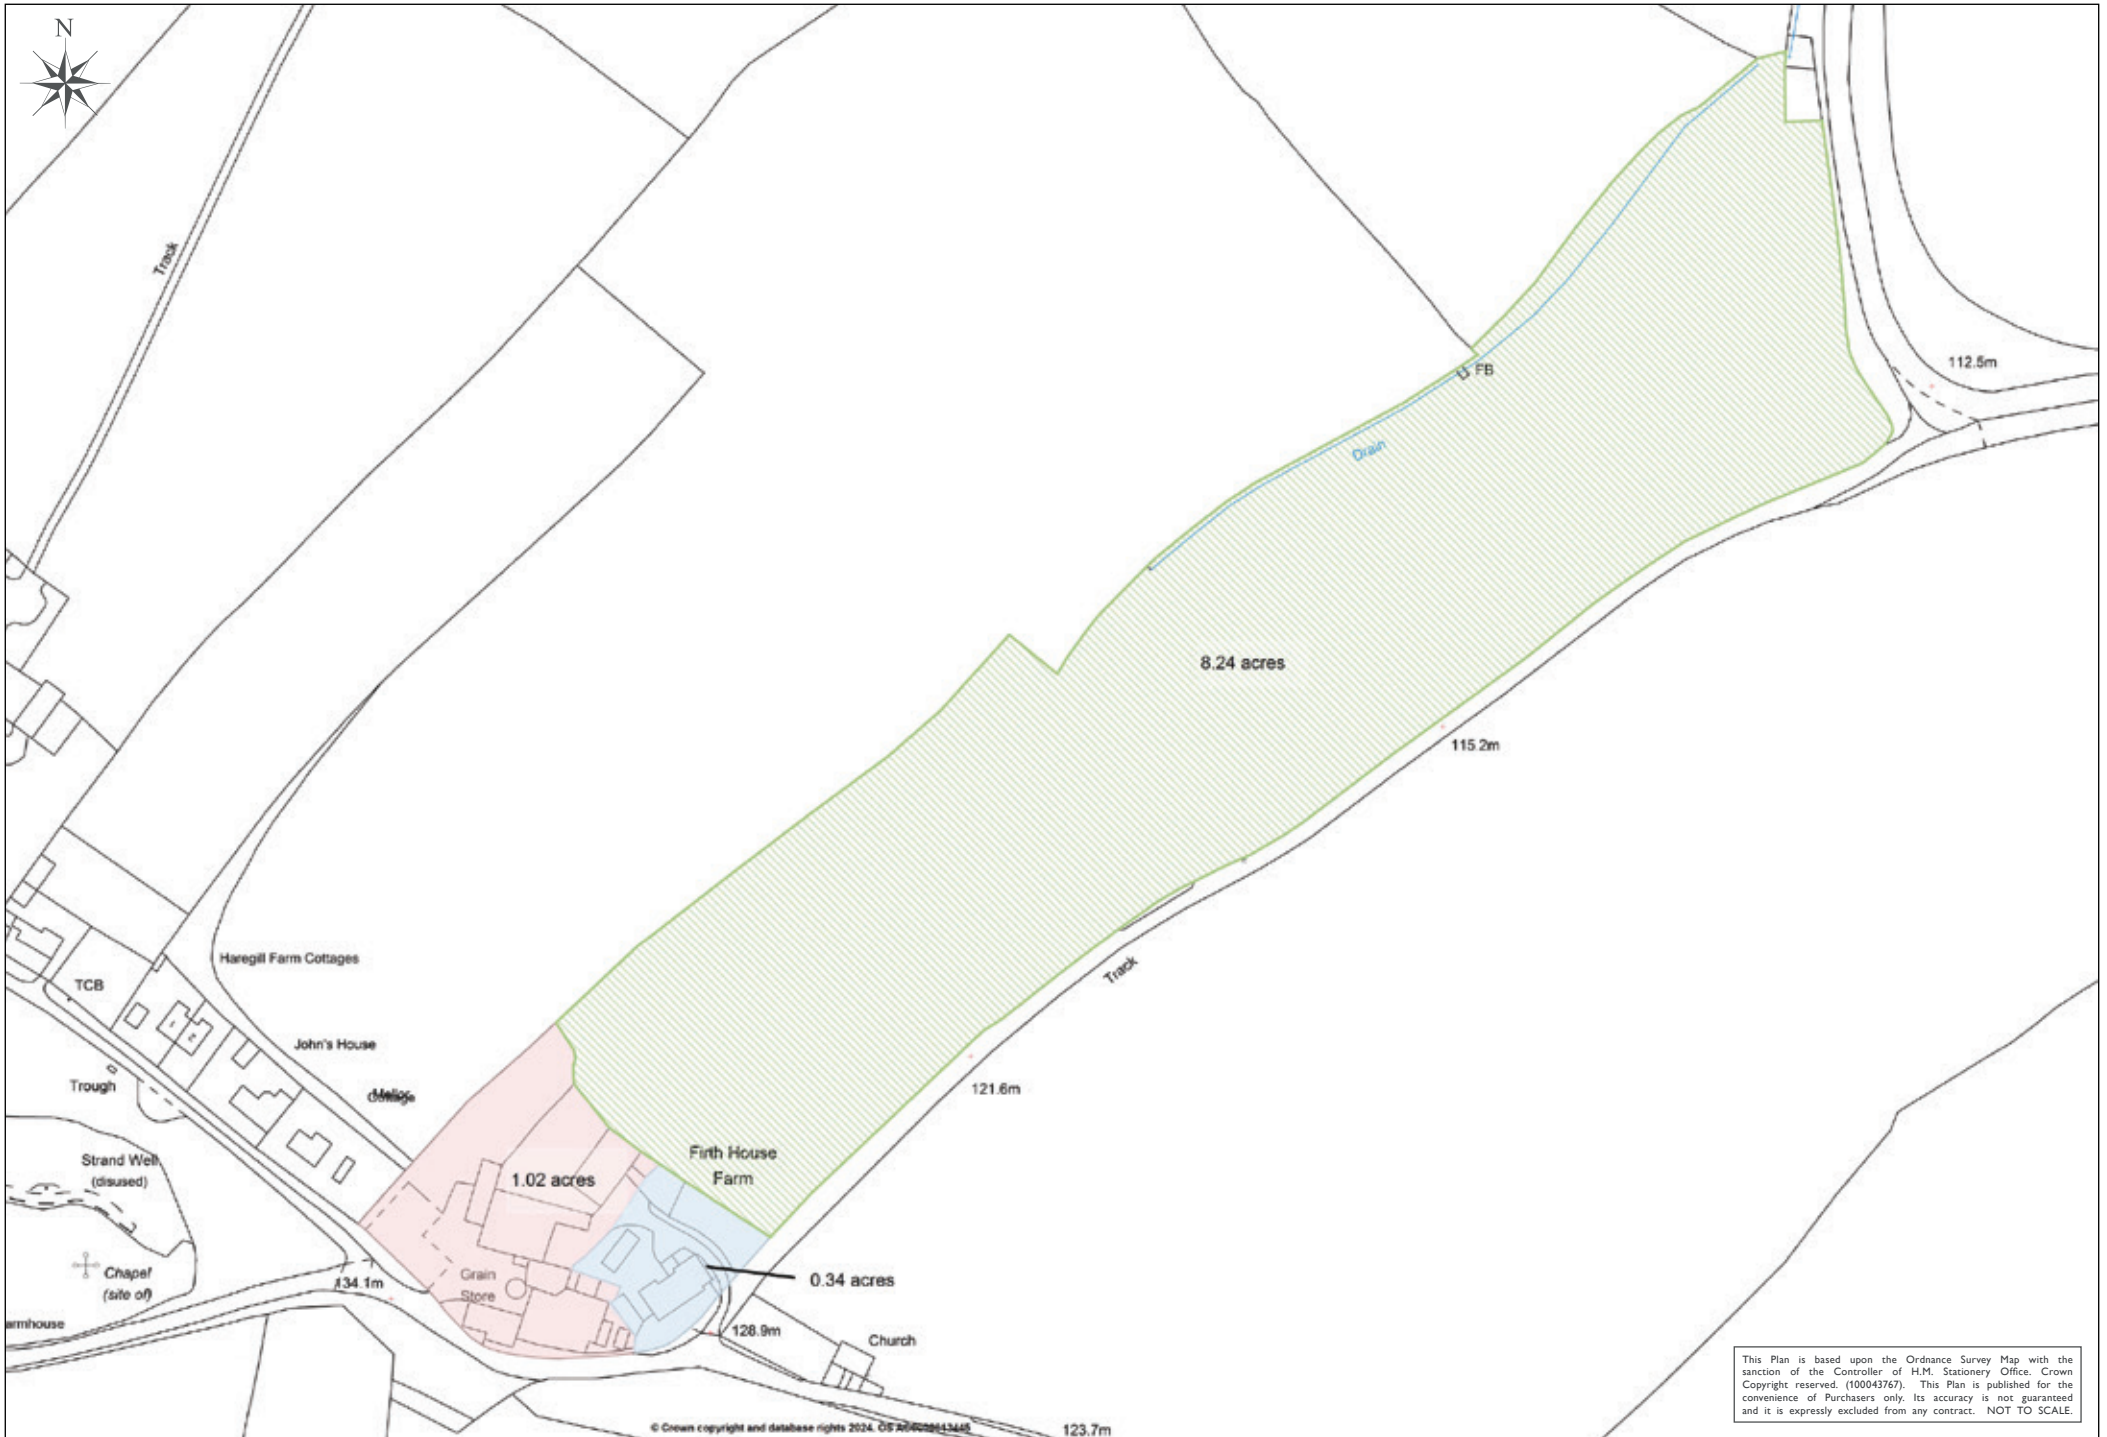 N
Track
112.5m
FB
Drain
8.24 acres
115.2m
Haregill Farm Cottages
Track
TCB
1
2
John's House
Trough
Cottage
121.6m
Firth House
Farm
Strand Well
(disused)
1.02 acres
Chapel
(site of)
Grain
Store
134.1m
0.34 acres
armhouse
128.9m
Church
123.7m
© Crown copyright and database rights 2024. OS
This Plan is based upon the Ordnance Survey Map with the
sanction of the Controller of H.M. Stationery Office. Crown
Copyright reserved. (100043767). This Plan is published for the
convenience of Purchasers only. Its accuracy is not guaranteed
and it is expressly excluded from any contract. NOT TO SCALE.